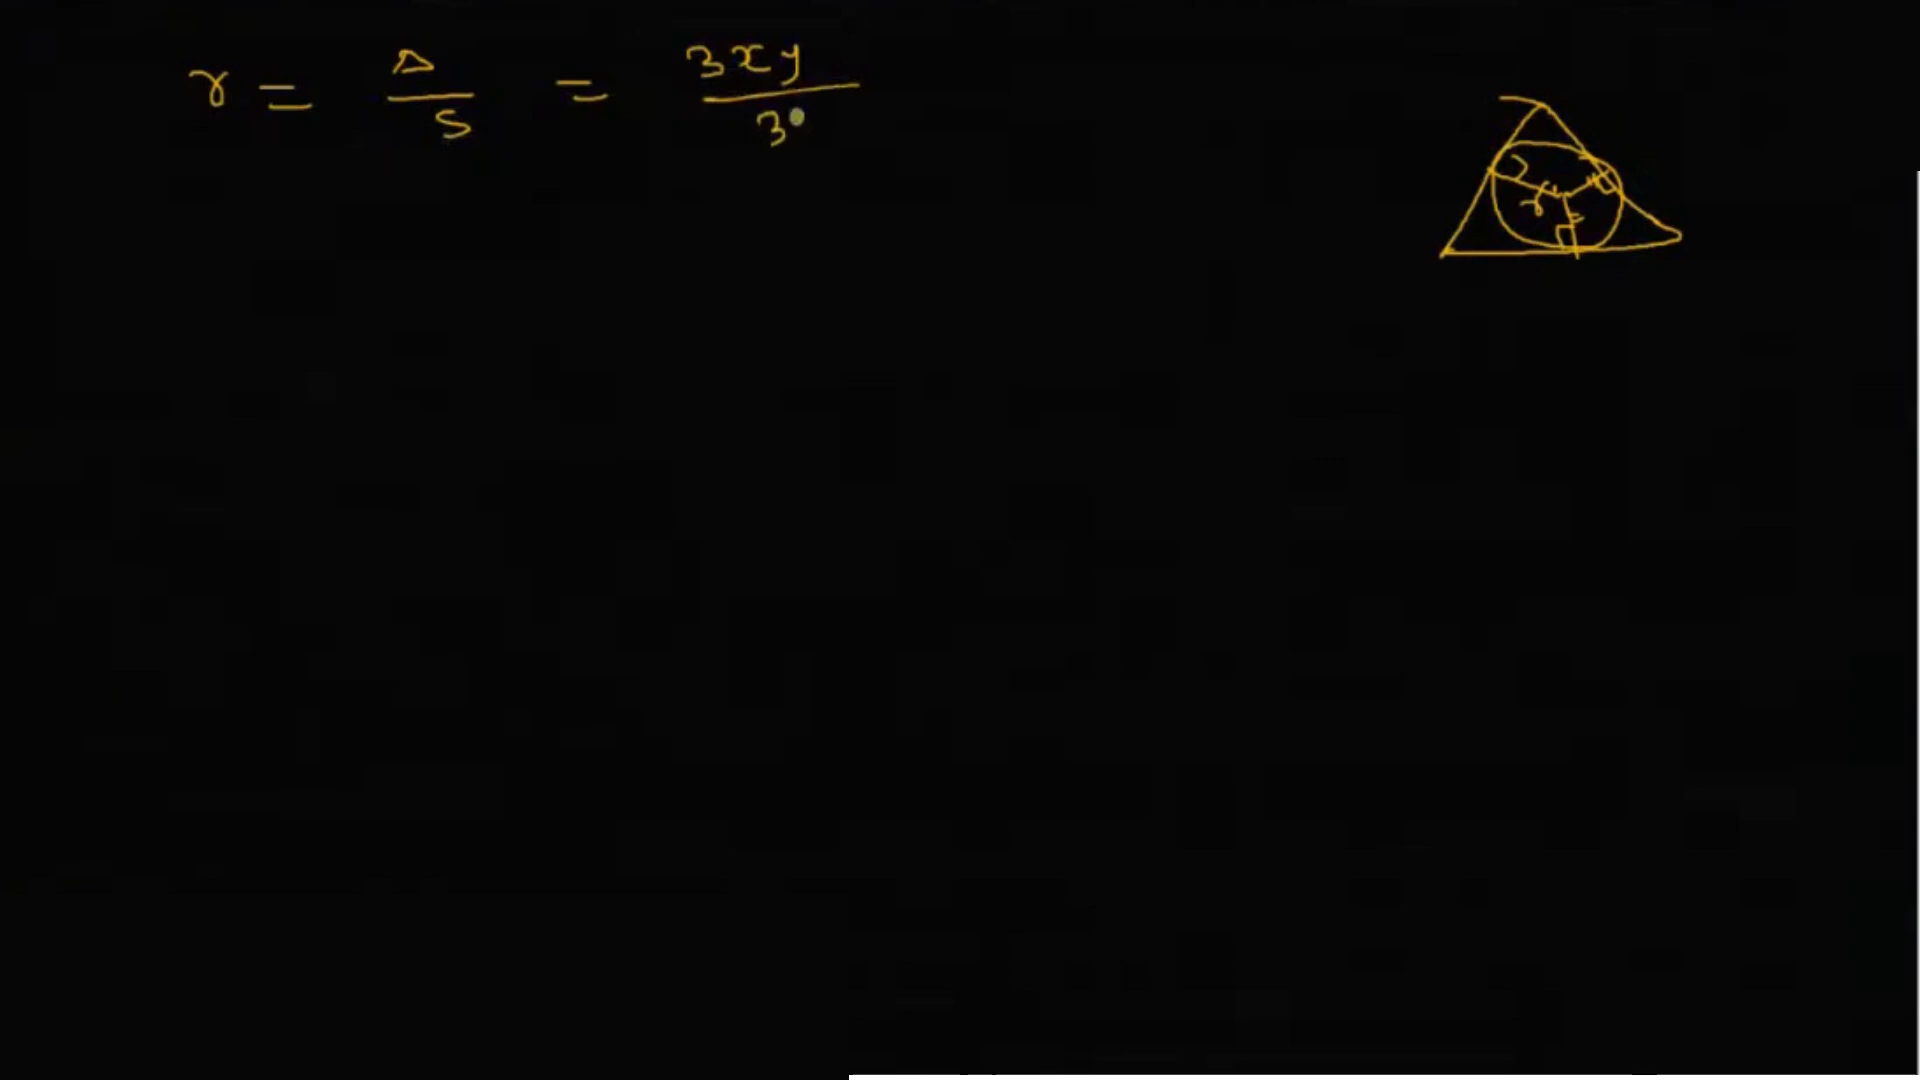 r = Δ/S = 3xy/3
r